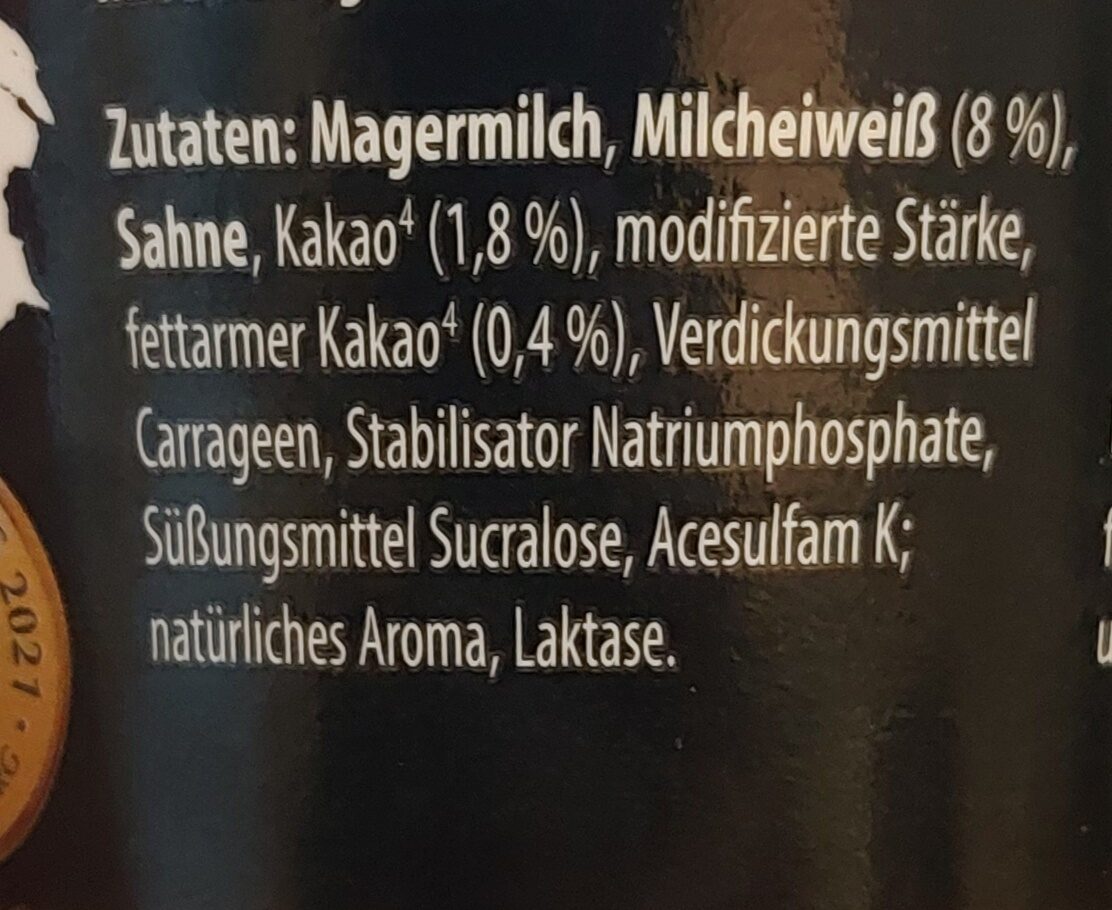 Zutaten: Magermilch, Milcheiweiß (8 %),
Sahne, Kakao⁴ (1,8 %), modifizierte Stärke,
fettarmer Kakao⁴ (0,4 %), Verdickungsmittel
Carrageen, Stabilisator Natriumphosphate,
Süßungsmittel Sucralose, Acesulfam K;
natürliches Aroma, Laktase.
2021